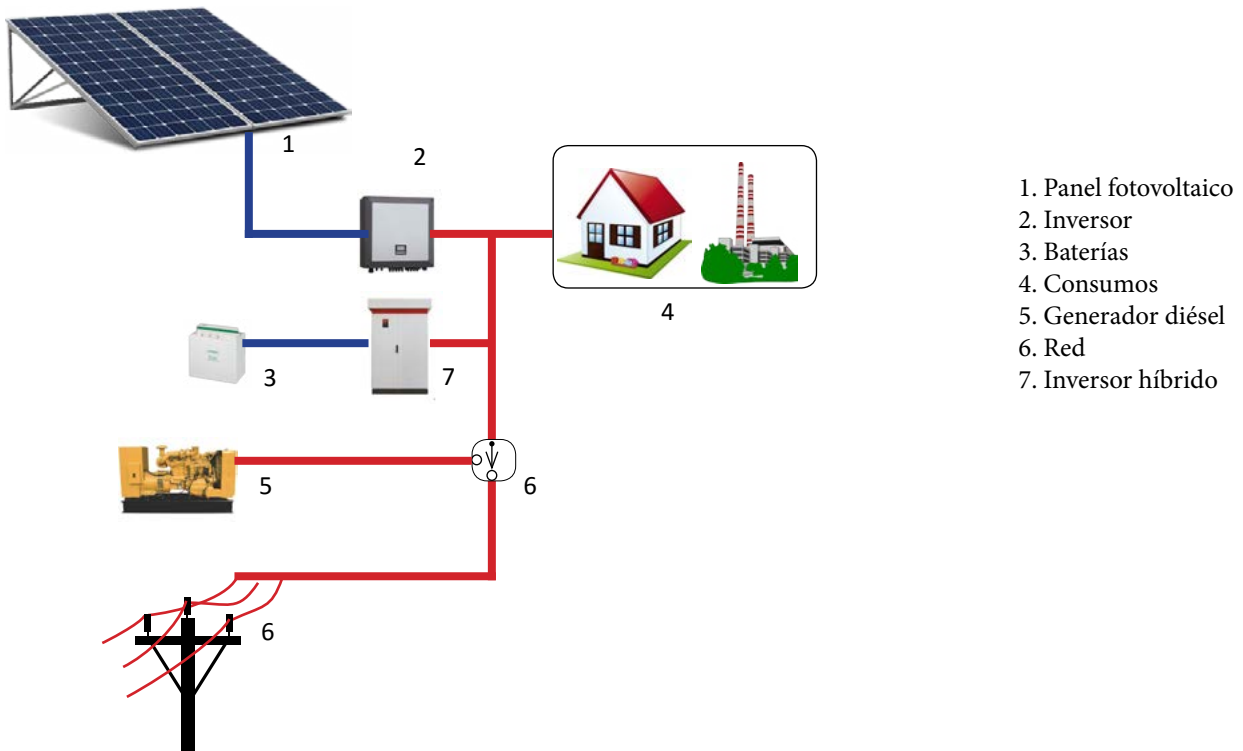 1
2
4
3
7
5
6
6
1. Panel fotovoltaico
2. Inversor
3. Baterías
4. Consumos
5. Generador diésel
6. Red
7. Inversor híbrido